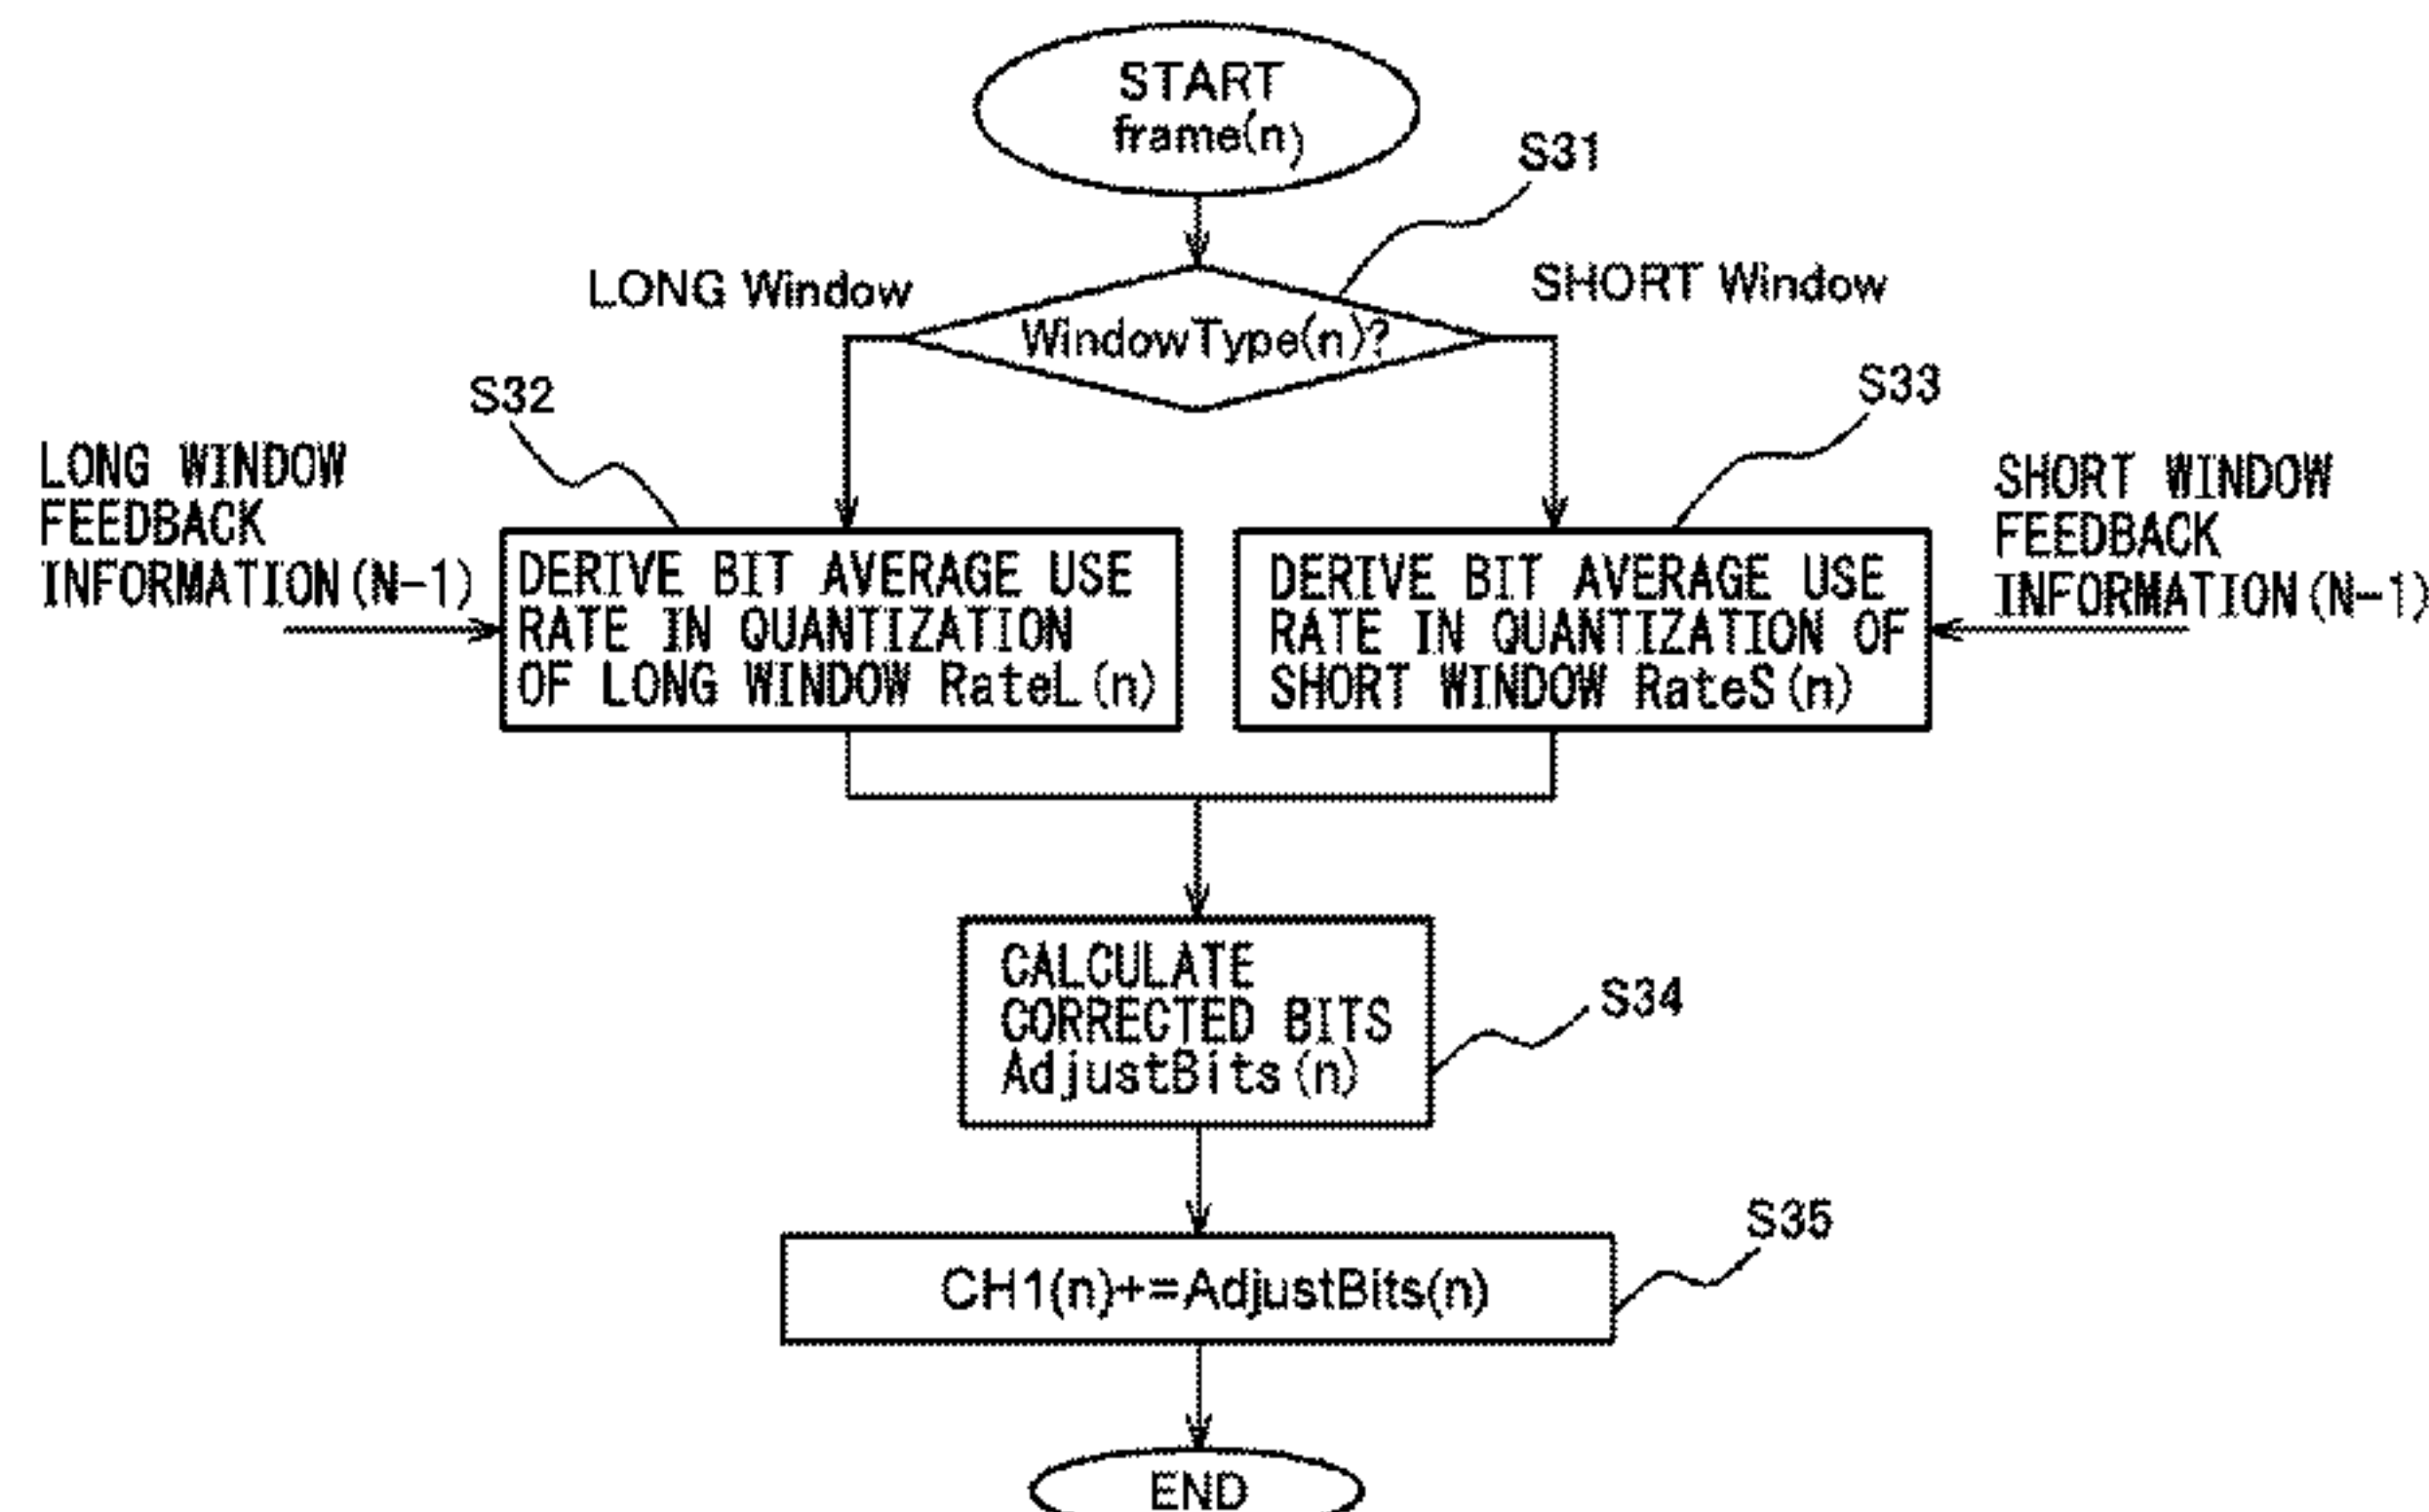 START
frame(n)
S31
LONG Window
SHORT Window
WindowType(n)?
S32
S33
LONG WINDOW
FEEDBACK
INFORMATION(N-1)
DERIVE BIT AVERAGE USE
RATE IN QUANTIZATION
OF LONG WINDOW RateL(n)
DERIVE BIT AVERAGE USE
RATE IN QUANTIZATION OF
SHORT WINDOW RateS(n)
SHORT WINDOW
FEEDBACK
INFORMATION(N-1)
CALCULATE
CORRECTED BITS
AdjustBits(n)
S34
S35
CH1(n)+=AdjustBits(n)
END